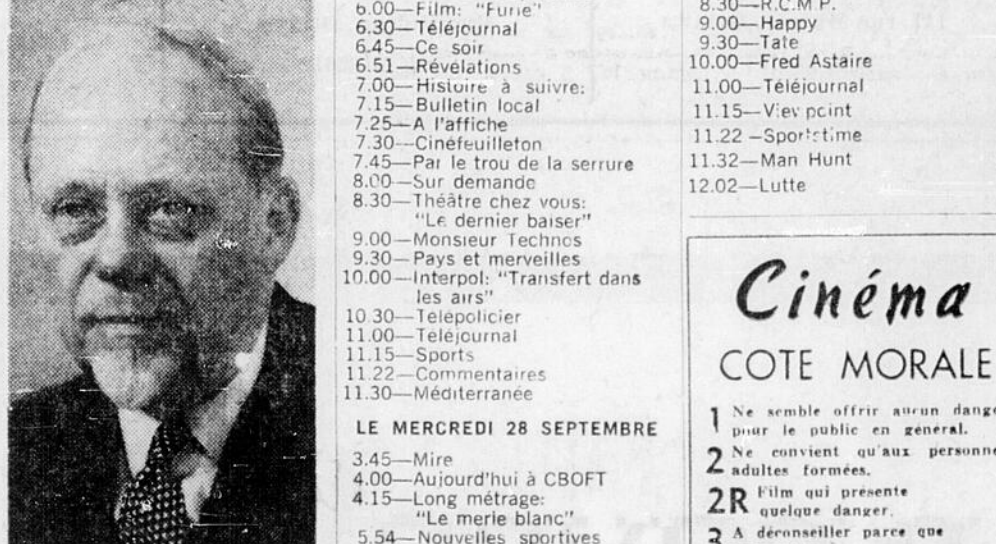 6.00—Film: "Furie"
6.30—Téléjournal
6.45—Ce soir
6.51—Révélations
7.00—Histoire à suivre:
7.15—Bulletin local
7.25—A l'affiche
7.30—Cinéfeuilleton
7.45—Par le trou de la serrure
8.00—Sur demande
8.30—Théâtre chez vous:
"Le dernier baiser"
9.00—Monsieur Technos
9.30—Pays et merveilles
10.00—Interpol: "Transfert dans
les airs"
10.30—Télépolicier
11.00—Téléjournal
11.15—Sports
11.22—Commentaires
11.30—Méditerranée
LE MERCREDI 28 SEPTEMBRE
3.45—Mire
4.00—Aujourd'hui à CBOFT
4.15—Long métrage:
"Le merle blanc"
5.54—Nouvelles sportives
8.30—R.C.M.P.
9.00—Happy
9.30—Tate
10.00—Fred Astaire
11.00—Téléjournal
11.15—Viewpoint
11.22—Sportstime
11.32—Man Hunt
12.02—Lutte
Cinéma
COTE MORALE
1 Ne semble offrir aucun dange
pour le public en général.
2 Ne convient qu'aux personne
adultes formées.
2R Film qui présente
quelque danger.
3 A déconseiller parce que